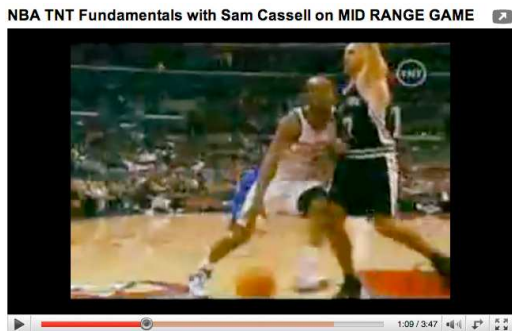 NBA TNT Fundamentals with Sam Cassell on MID RANGE GAME
TNT
7
1:09 / 3:47